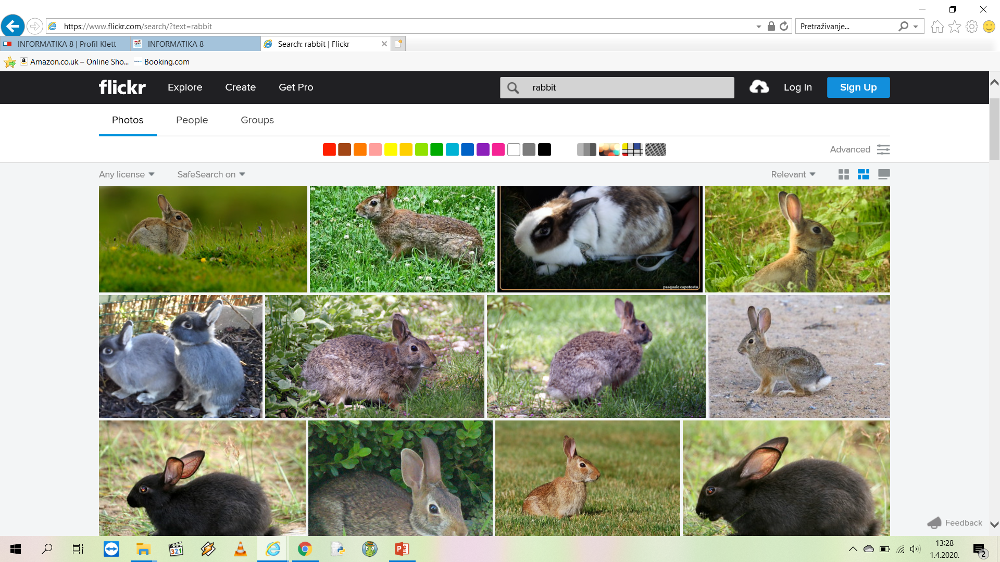 https://www.flickr.com/search/?text=rabbit
Pretraživanje...
INFORMATIKA 8 | Profil Klett
INFORMATIKA 8
Search: rabbit | Flickr
Amazon.co.uk – Online Sho...
Booking.com
flickr
Explore
Create
Get Pro
rabbit
Log In
Sign Up
Photos
People
Groups
Advanced
Any license
SafeSearch on
Relevant
pasquale capotosto
Feedback
321
13:28
1.4.2020.
2